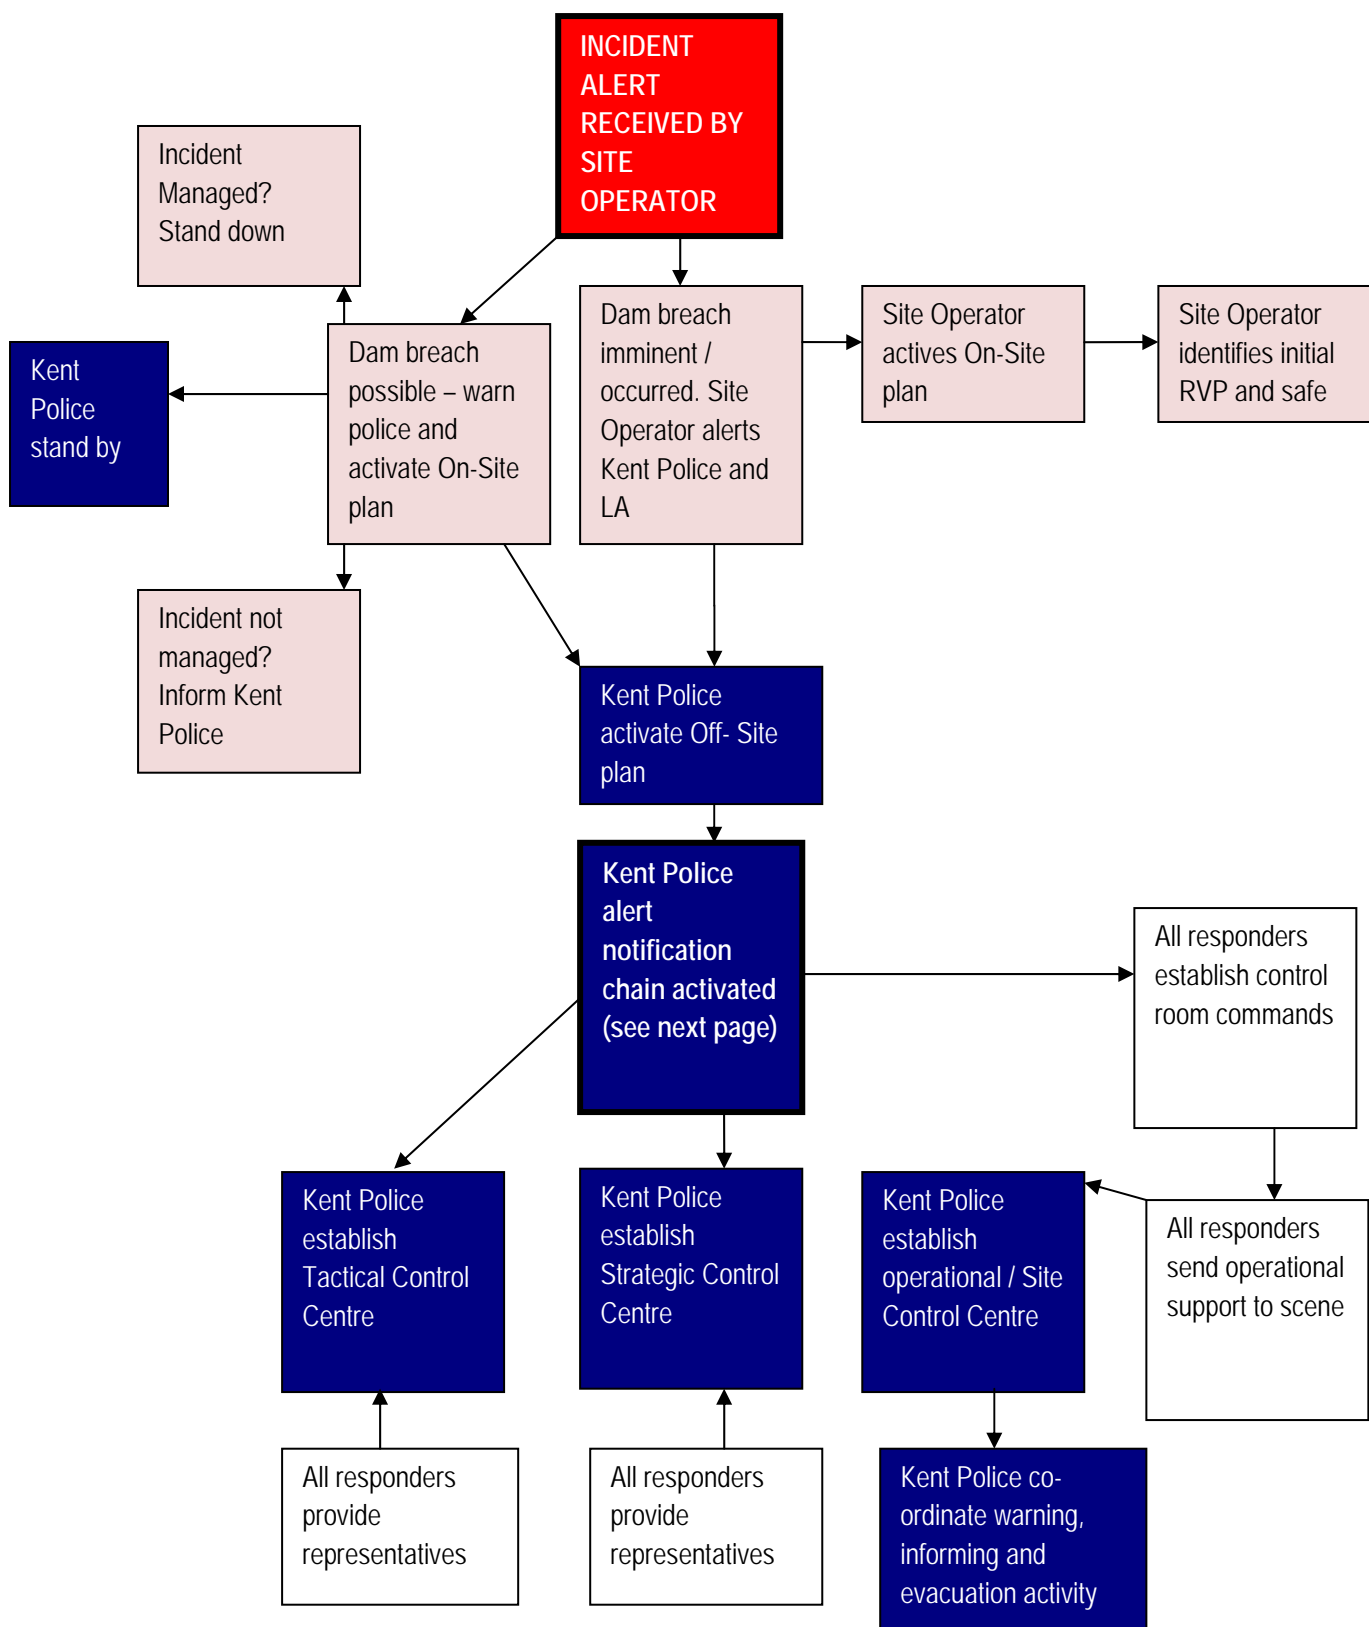 INCIDENT
ALERT
RECEIVED BY
SITE
OPERATOR
Incident
Managed?
Stand down
Kent
Police
stand by
Dam breach
possible – warn
police and
activate On-Site
plan
Dam breach
imminent /
occurred. Site
Operator alerts
Kent Police and
LA
Site Operator
actives On-Site
plan
Site Operator
identifies initial
RVP and safe
Incident not
managed?
Inform Kent
Police
Kent Police
activate Off- Site
plan
Kent Police
alert
notification
chain activated
(see next page)
All responders
establish control
room commands
Kent Police
establish
Tactical Control
Centre
Kent Police
establish
Strategic Control
Centre
Kent Police
establish
operational / Site
Control Centre
All responders
send operational
support to scene
All responders
provide
representatives
All responders
provide
representatives
Kent Police co-
ordinate warning,
informing and
evacuation activity